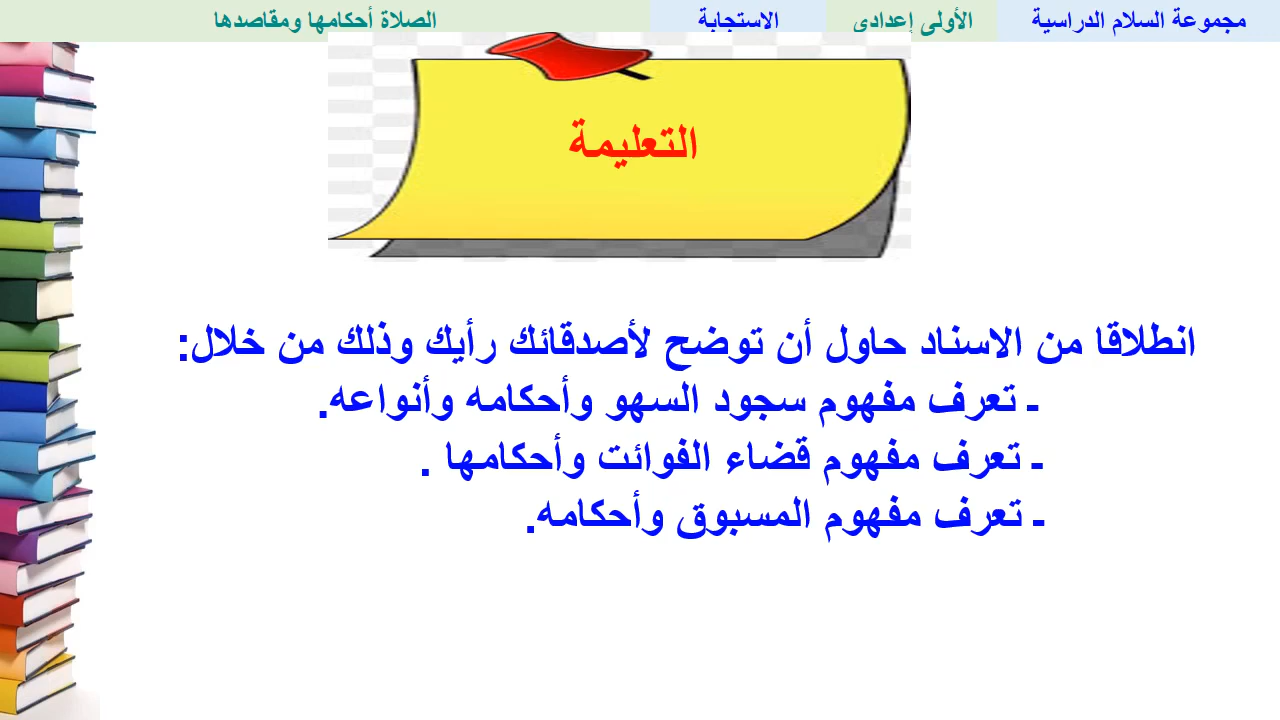 مجموعة السلام الدراسية
الأولى إعدادي
الاستجابة
الصلاة أحكامها ومقاصدها
التعليمة
انطلاقا من الاسناد حاول أن توضح لأصدقائك رأيك وذلك من خلال:
ـ تعرف مفهوم سجود السهو وأحكامه وأنواعه.
ـ تعرف مفهوم قضاء الفوائت وأحكامها .
ـ تعرف مفهوم المسبوق وأحكامه.